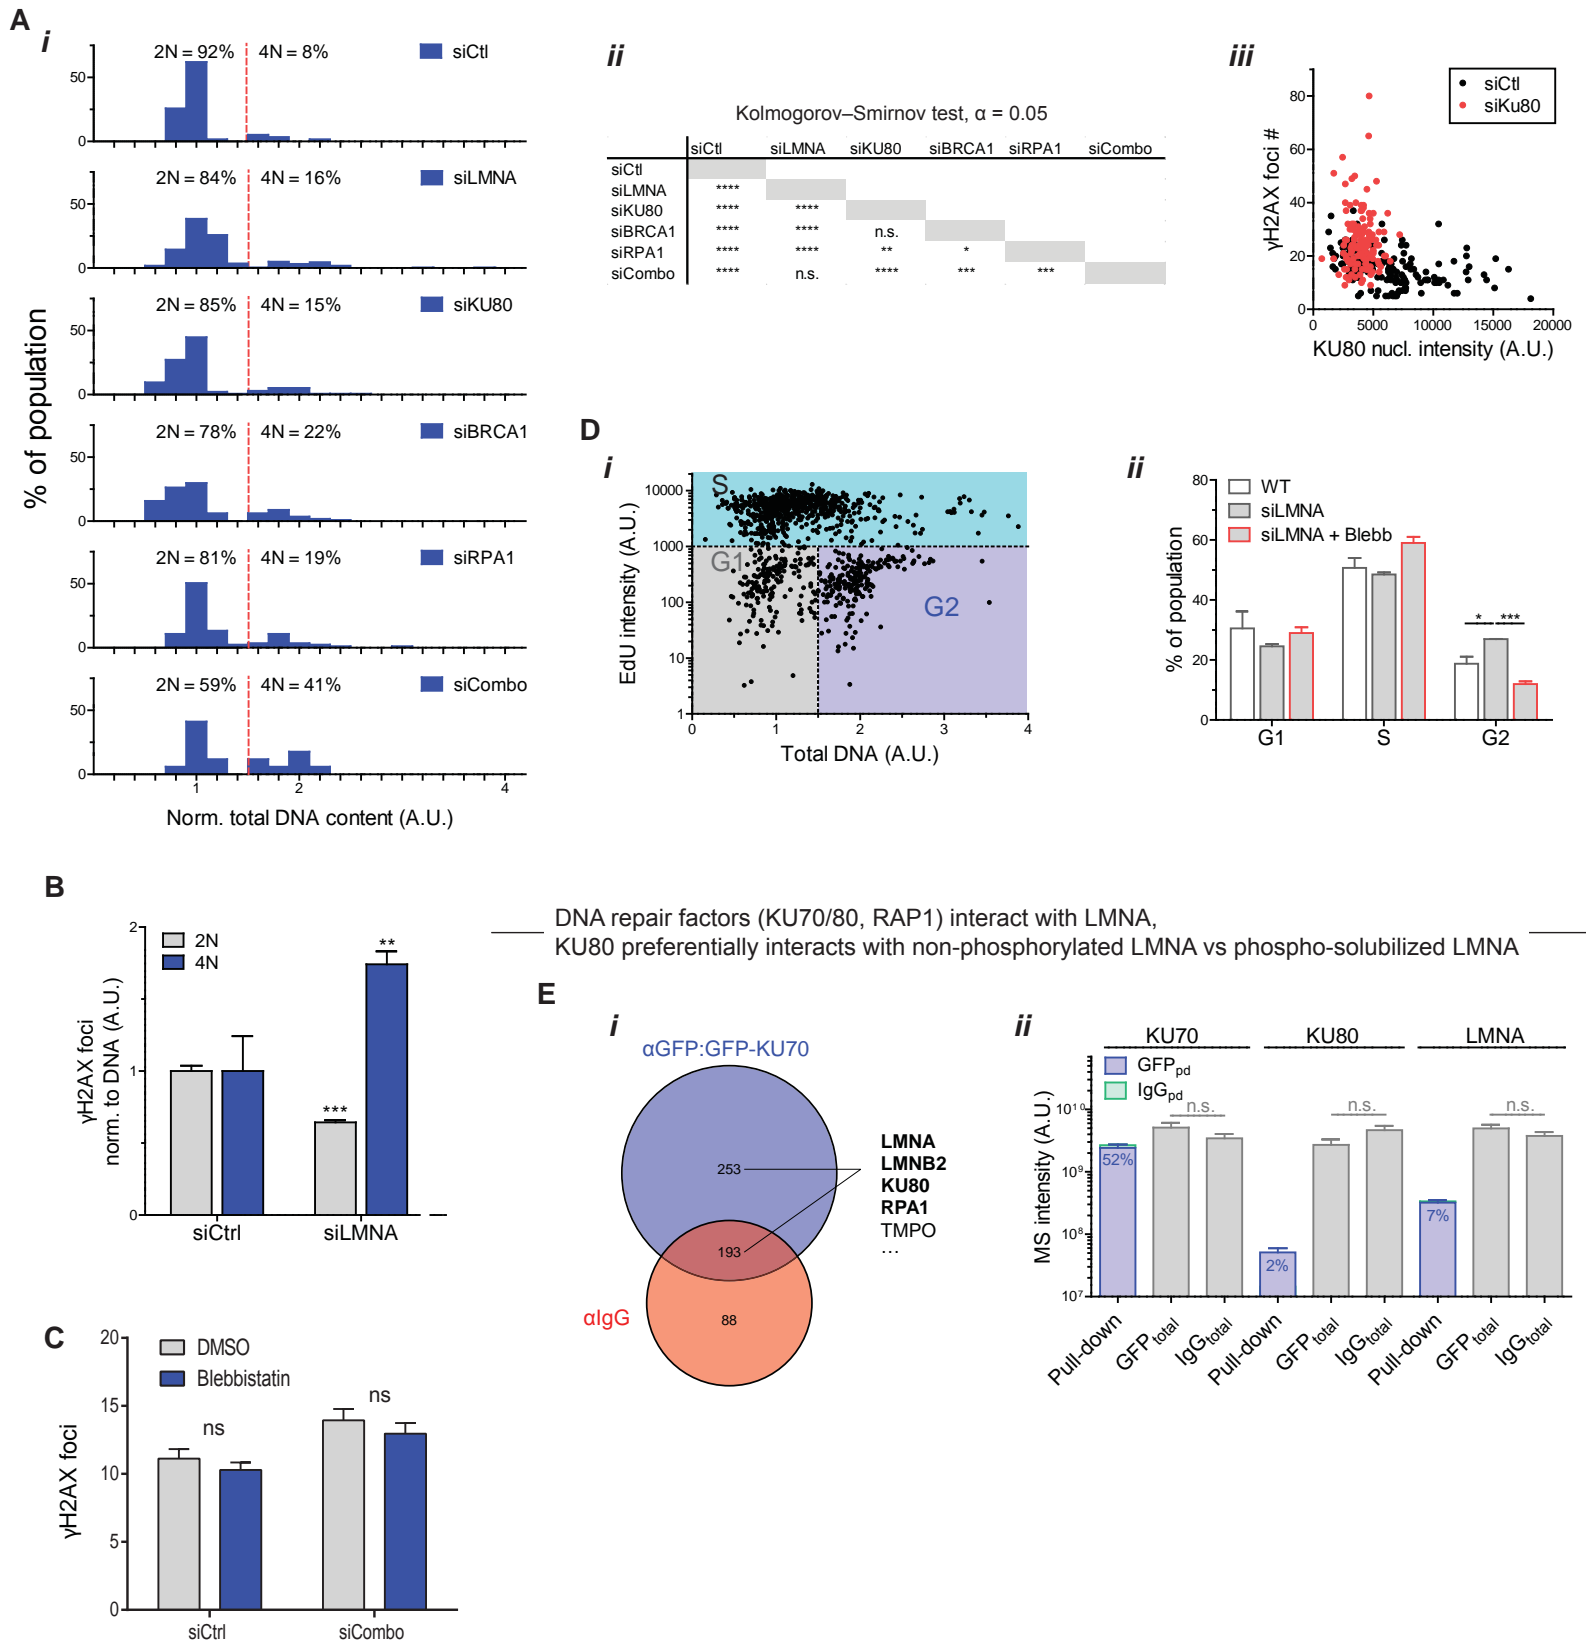 A
i
% of population
2N = 92%
4N = 8%
siCtl
50
0
2N = 84%
4N = 16%
siLMNA
50
0
2N = 85%
4N = 15%
siKU80
50
0
2N = 78%
4N = 22%
siBRCA1
50
0
2N = 81%
4N = 19%
siRPA1
50
0
2N = 59%
4N = 41%
siCombo
50
0
1 2 4
Norm. total DNA content (A.U.)
ii
Kolmogorov–Smirnov test, α = 0.05
siCtl siLMNA siKU80 siBRCA1 siRPA1 siCombo
siCtl
siLMNA ****
siKU80 **** ****
siBRCA1 **** **** n.s.
siRPA1 **** **** ** *
siCombo **** n.s. **** *** ***
iii
γH2AX foci #
80
60
40
20
0
siCtl
siKu80
0 5000 10000 15000 20000
KU80 nucl. intensity (A.U.)
D
i
EdU intensity (A.U.)
10000
1000
100
10
1
S
G1
G2
0 1 2 3 4
Total DNA (A.U.)
ii
% of population
80
60
40
20
0
WT
siLMNA
siLMNA + Blebb
* ***
G1 S G2
B
γH2AX foci
norm. to DNA (A.U.)
2
1
0
2N
4N
***
**
siCtrl siLMNA
C
γH2AX foci
20
15
10
5
0
DMSO
Blebbistatin
ns
ns
siCtrl siCombo
DNA repair factors (KU70/80, RAP1) interact with LMNA,
KU80 preferentially interacts with non-phosphorylated LMNA vs phospho-solubilized LMNA
E
i
αGFP:GFP-KU70
253
193
88
αIgG
LMNA
LMNB2
KU80
RPA1
TMPO
...
ii
KU70 KU80 LMNA
MS intensity (A.U.)
10^10
10^9
10^8
10^7
GFPpd
IgGpd
n.s. n.s. n.s.
52%
2%
7%
Pull-down GFPtotal IgGtotal Pull-down GFPtotal IgGtotal Pull-down GFPtotal IgGtotal